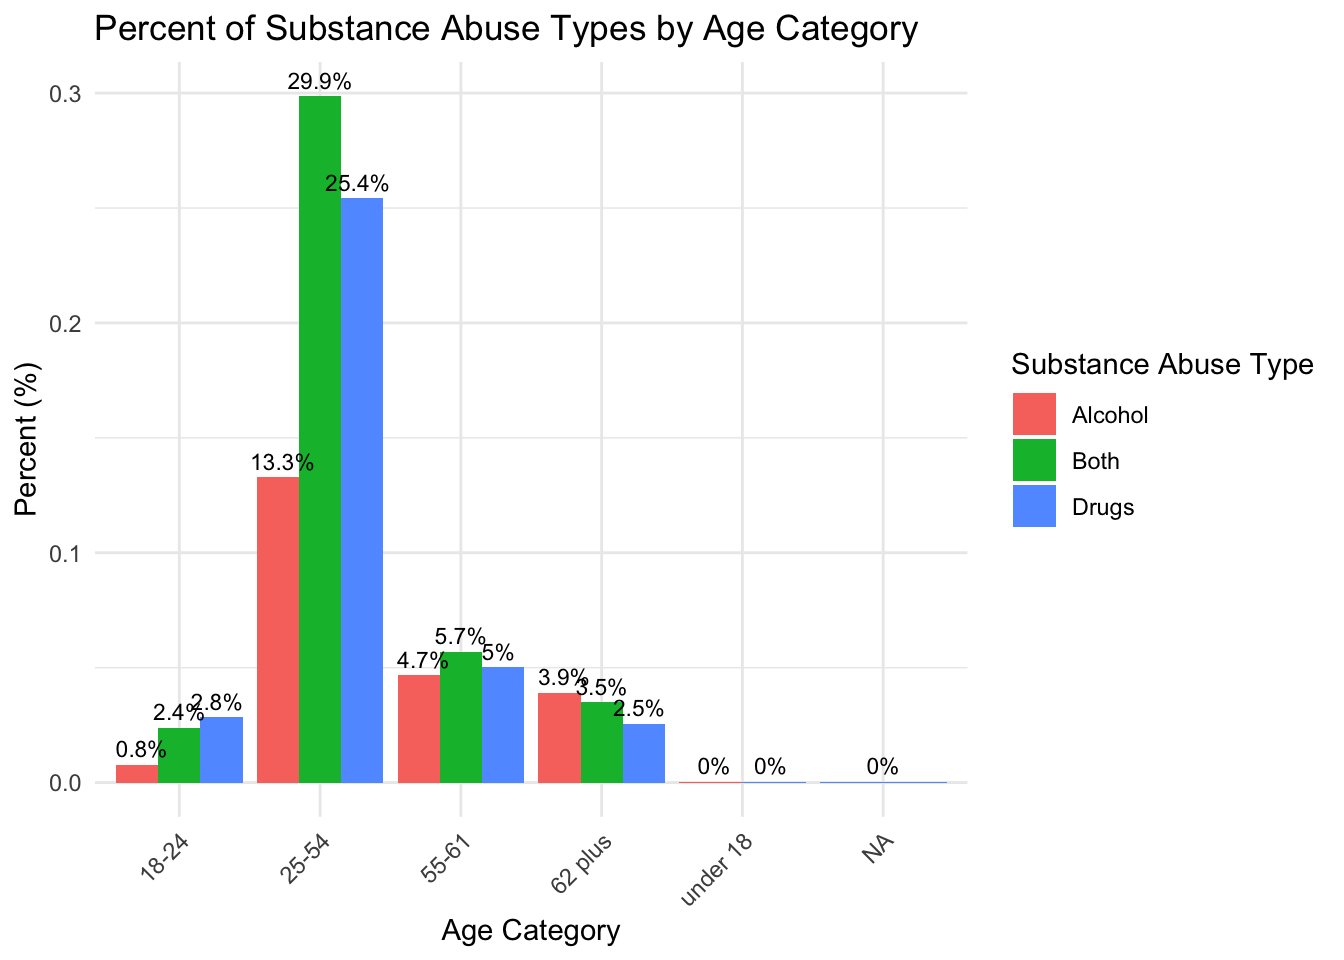 Percent of Substance Abuse Types by Age Category
Percent (%)
0.3
0.2
0.1
0.0
0.8%
2.4%
2.8%
13.3%
29.9%
25.4%
4.7%
5.7%
5%
3.9%
3.5%
2.5%
0%
0%
0%
18-24
25-54
55-61
62 plus
under 18
NA
Age Category
Substance Abuse Type
Alcohol
Both
Drugs